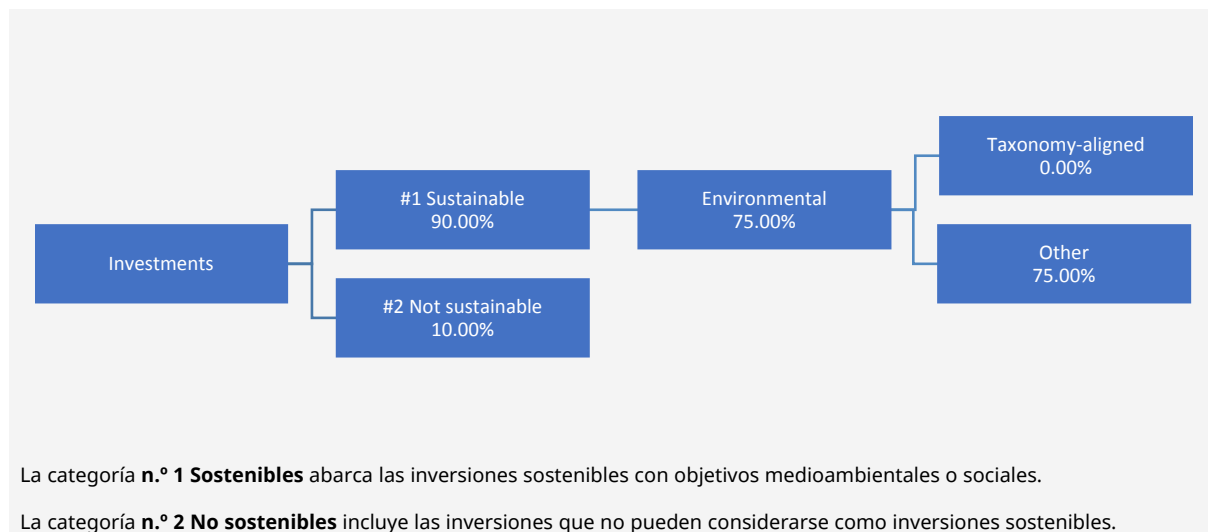 Investments
#1 Sustainable
90.00%
#2 Not sustainable
10.00%
Environmental
75.00%
Taxonomy-aligned
0.00%
Other
75.00%
La categoría n.º 1 Sostenibles abarca las inversiones sostenibles con objetivos medioambientales o sociales.
La categoría n.º 2 No sostenibles incluye las inversiones que no pueden considerarse como inversiones sostenibles.